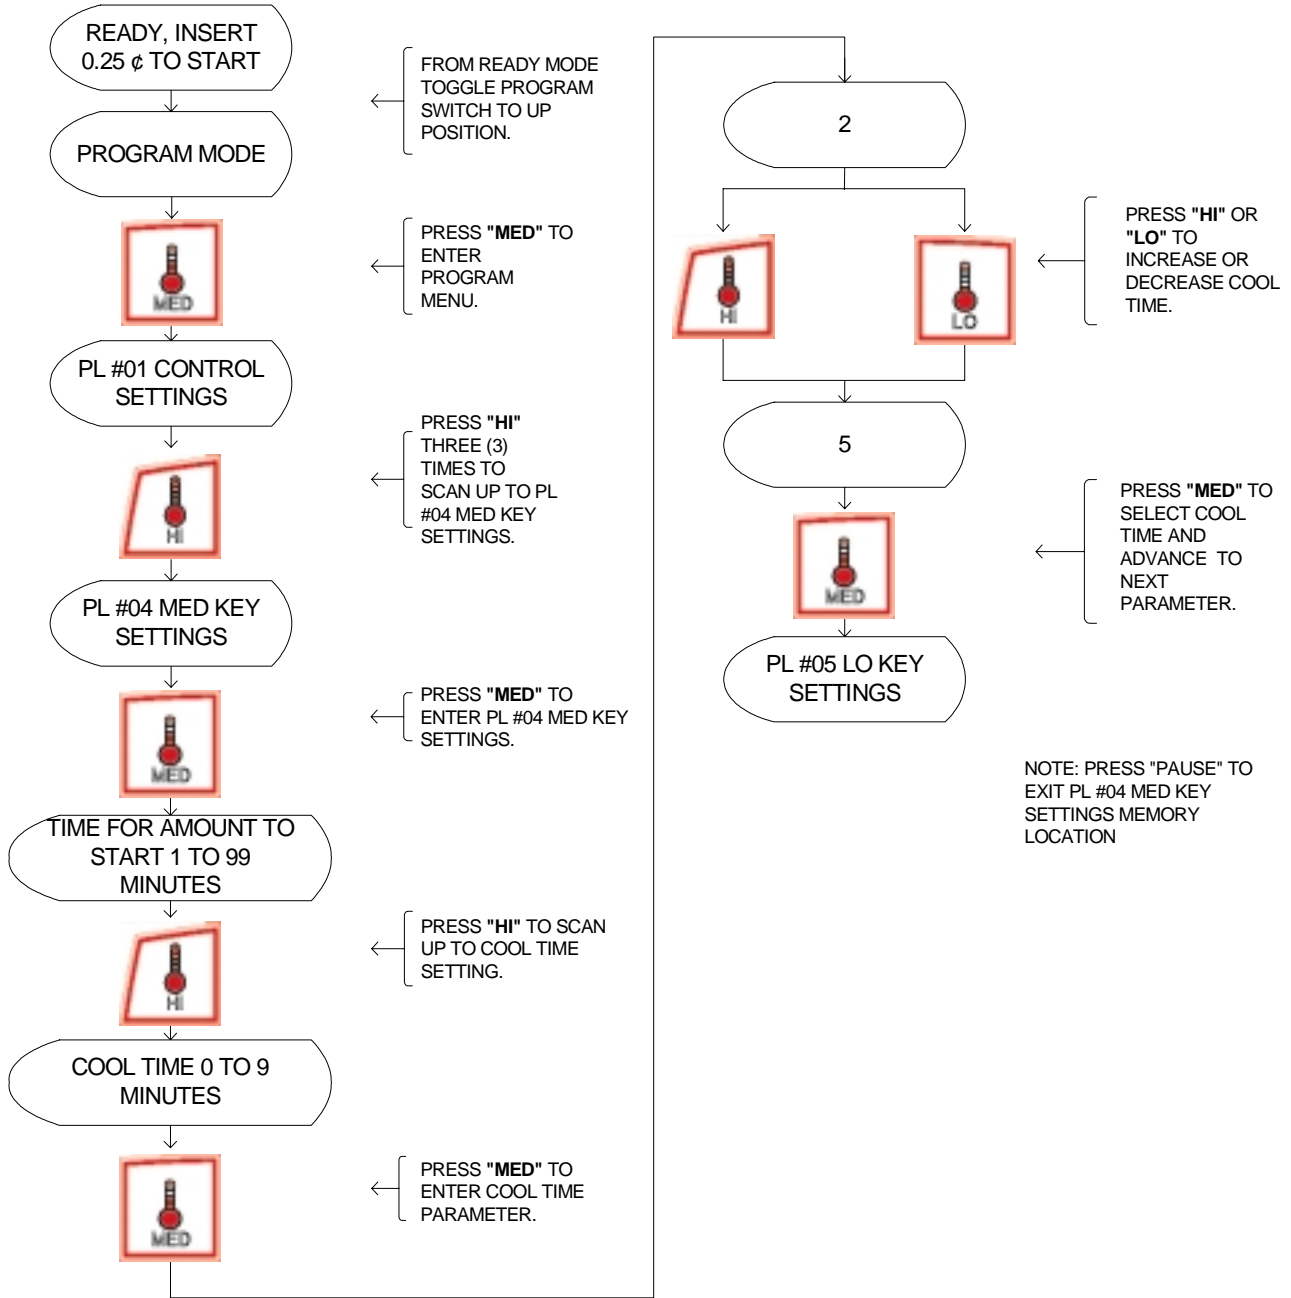 READY, INSERT
0.25 ¢ TO START
FROM READY MODE
TOGGLE PROGRAM
SWITCH TO UP
POSITION.
PROGRAM MODE
MED
PRESS "MED" TO
ENTER
PROGRAM
MENU.
PL #01 CONTROL
SETTINGS
HI
PRESS "HI"
THREE (3)
TIMES TO
SCAN UP TO PL
#04 MED KEY
SETTINGS.
PL #04 MED KEY
SETTINGS
MED
PRESS "MED" TO
ENTER PL #04 MED KEY
SETTINGS.
TIME FOR AMOUNT TO
START 1 TO 99
MINUTES
HI
PRESS "HI" TO SCAN
UP TO COOL TIME
SETTING.
COOL TIME 0 TO 9
MINUTES
MED
PRESS "MED" TO
ENTER COOL TIME
PARAMETER.
2
HI
LO
PRESS "HI" OR
"LO" TO
INCREASE OR
DECREASE COOL
TIME.
5
MED
PRESS "MED" TO
SELECT COOL
TIME AND
ADVANCE TO
NEXT
PARAMETER.
PL #05 LO KEY
SETTINGS
NOTE: PRESS "PAUSE" TO
EXIT PL #04 MED KEY
SETTINGS MEMORY
LOCATION